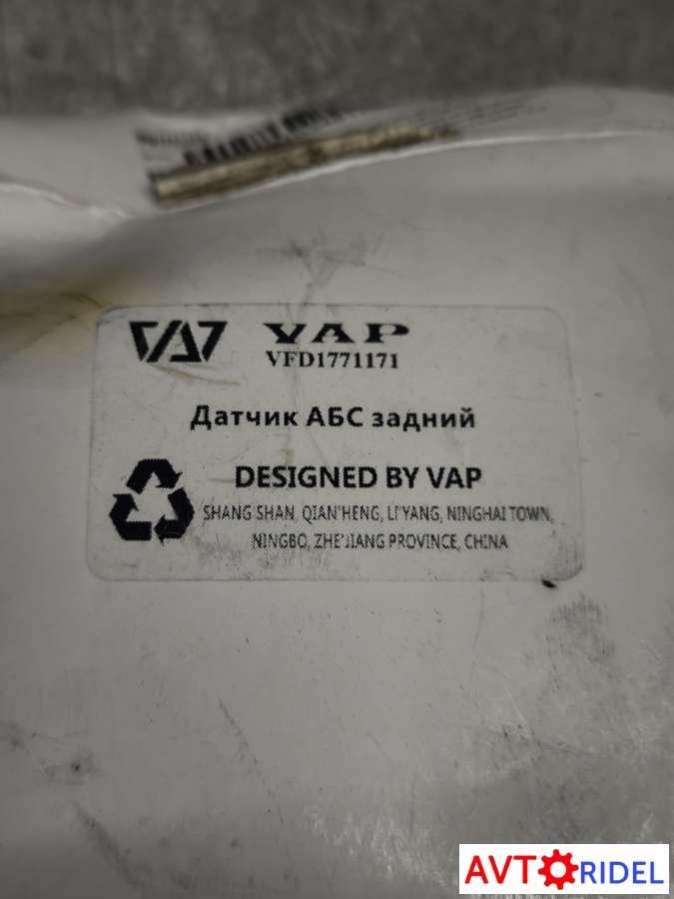 VAP
VFD1771171
Датчик АБС задний
DESIGNED BY VAP
SHANG SHAN, QIAN'HENG, LI'YANG, NINGHAI TOWN,
NINGBO, ZHE'JIANG PROVINCE, CHINA
AVTORIDEL